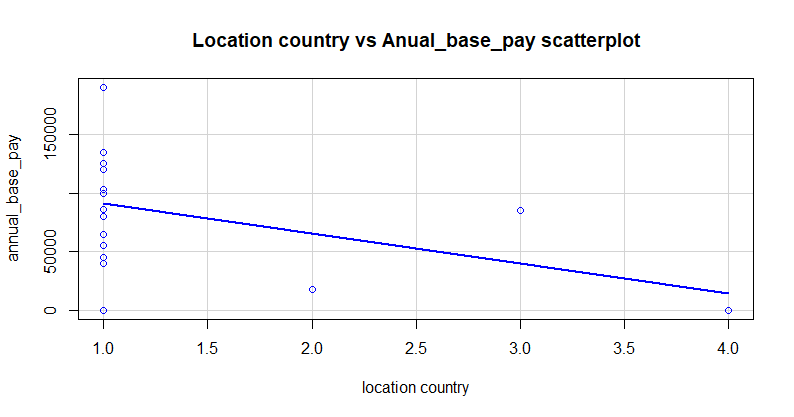 Location country vs Anual_base_pay scatterplot
annual_base_pay
150000
50000
0
1.0 1.5 2.0 2.5 3.0 3.5 4.0
location country